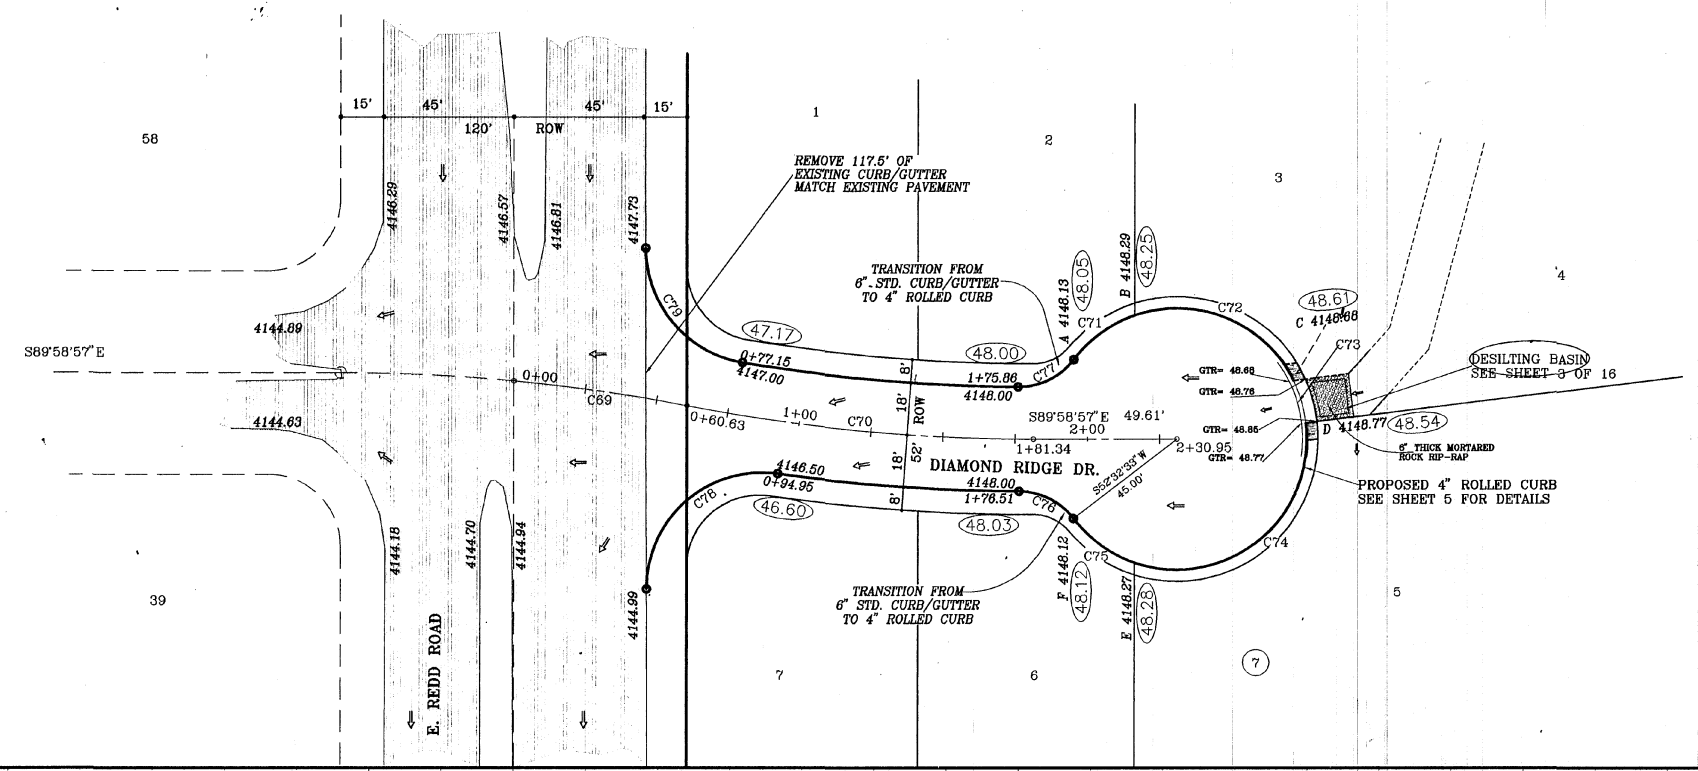 15'
45'
45'
15'
120'
ROW
58
1
2
3
4
REMOVE 117.5' OF
EXISTING CURB/GUTTER
MATCH EXISTING PAVEMENT
4146.29
4146.57
4146.81
4147.73
TRANSITION FROM
6" STD. CURB/GUTTER
TO 4" ROLLED CURB
A 4148.13
48.05
B 4148.29
48.25
C71
C72
48.61
C 4148.68
C73
C79
4144.89
47.17
48.00
C77
S89°58'57"E
0+77.15
4147.00
1+75.86
4148.00
8'
18'
ROW
GTR= 48.68
GTR= 48.76
GTR= 48.85
GTR= 48.77
DESILTING BASIN
SEE SHEET 3 OF 16
0+00
C69
0+60.63
1+00
C70
S89°58'57"E 49.61'
2+00
1+81.34
2+30.95
D 4148.77
48.54
6" THICK MORTARED
ROCK RIP-RAP
4144.63
18'
52'
8'
DIAMOND RIDGE DR.
S52°32'33"W
45.00'
4146.50
0+94.95
4148.00
1+76.51
C78
46.60
48.03
C76
C75
C74
PROPOSED 4" ROLLED CURB
SEE SHEET 5 FOR DETAILS
4144.18
4144.70
4144.94
4144.99
TRANSITION FROM
6" STD. CURB/GUTTER
TO 4" ROLLED CURB
F 4148.12
48.12
E 4148.27
48.28
39
E. REDD ROAD
7
6
5
7